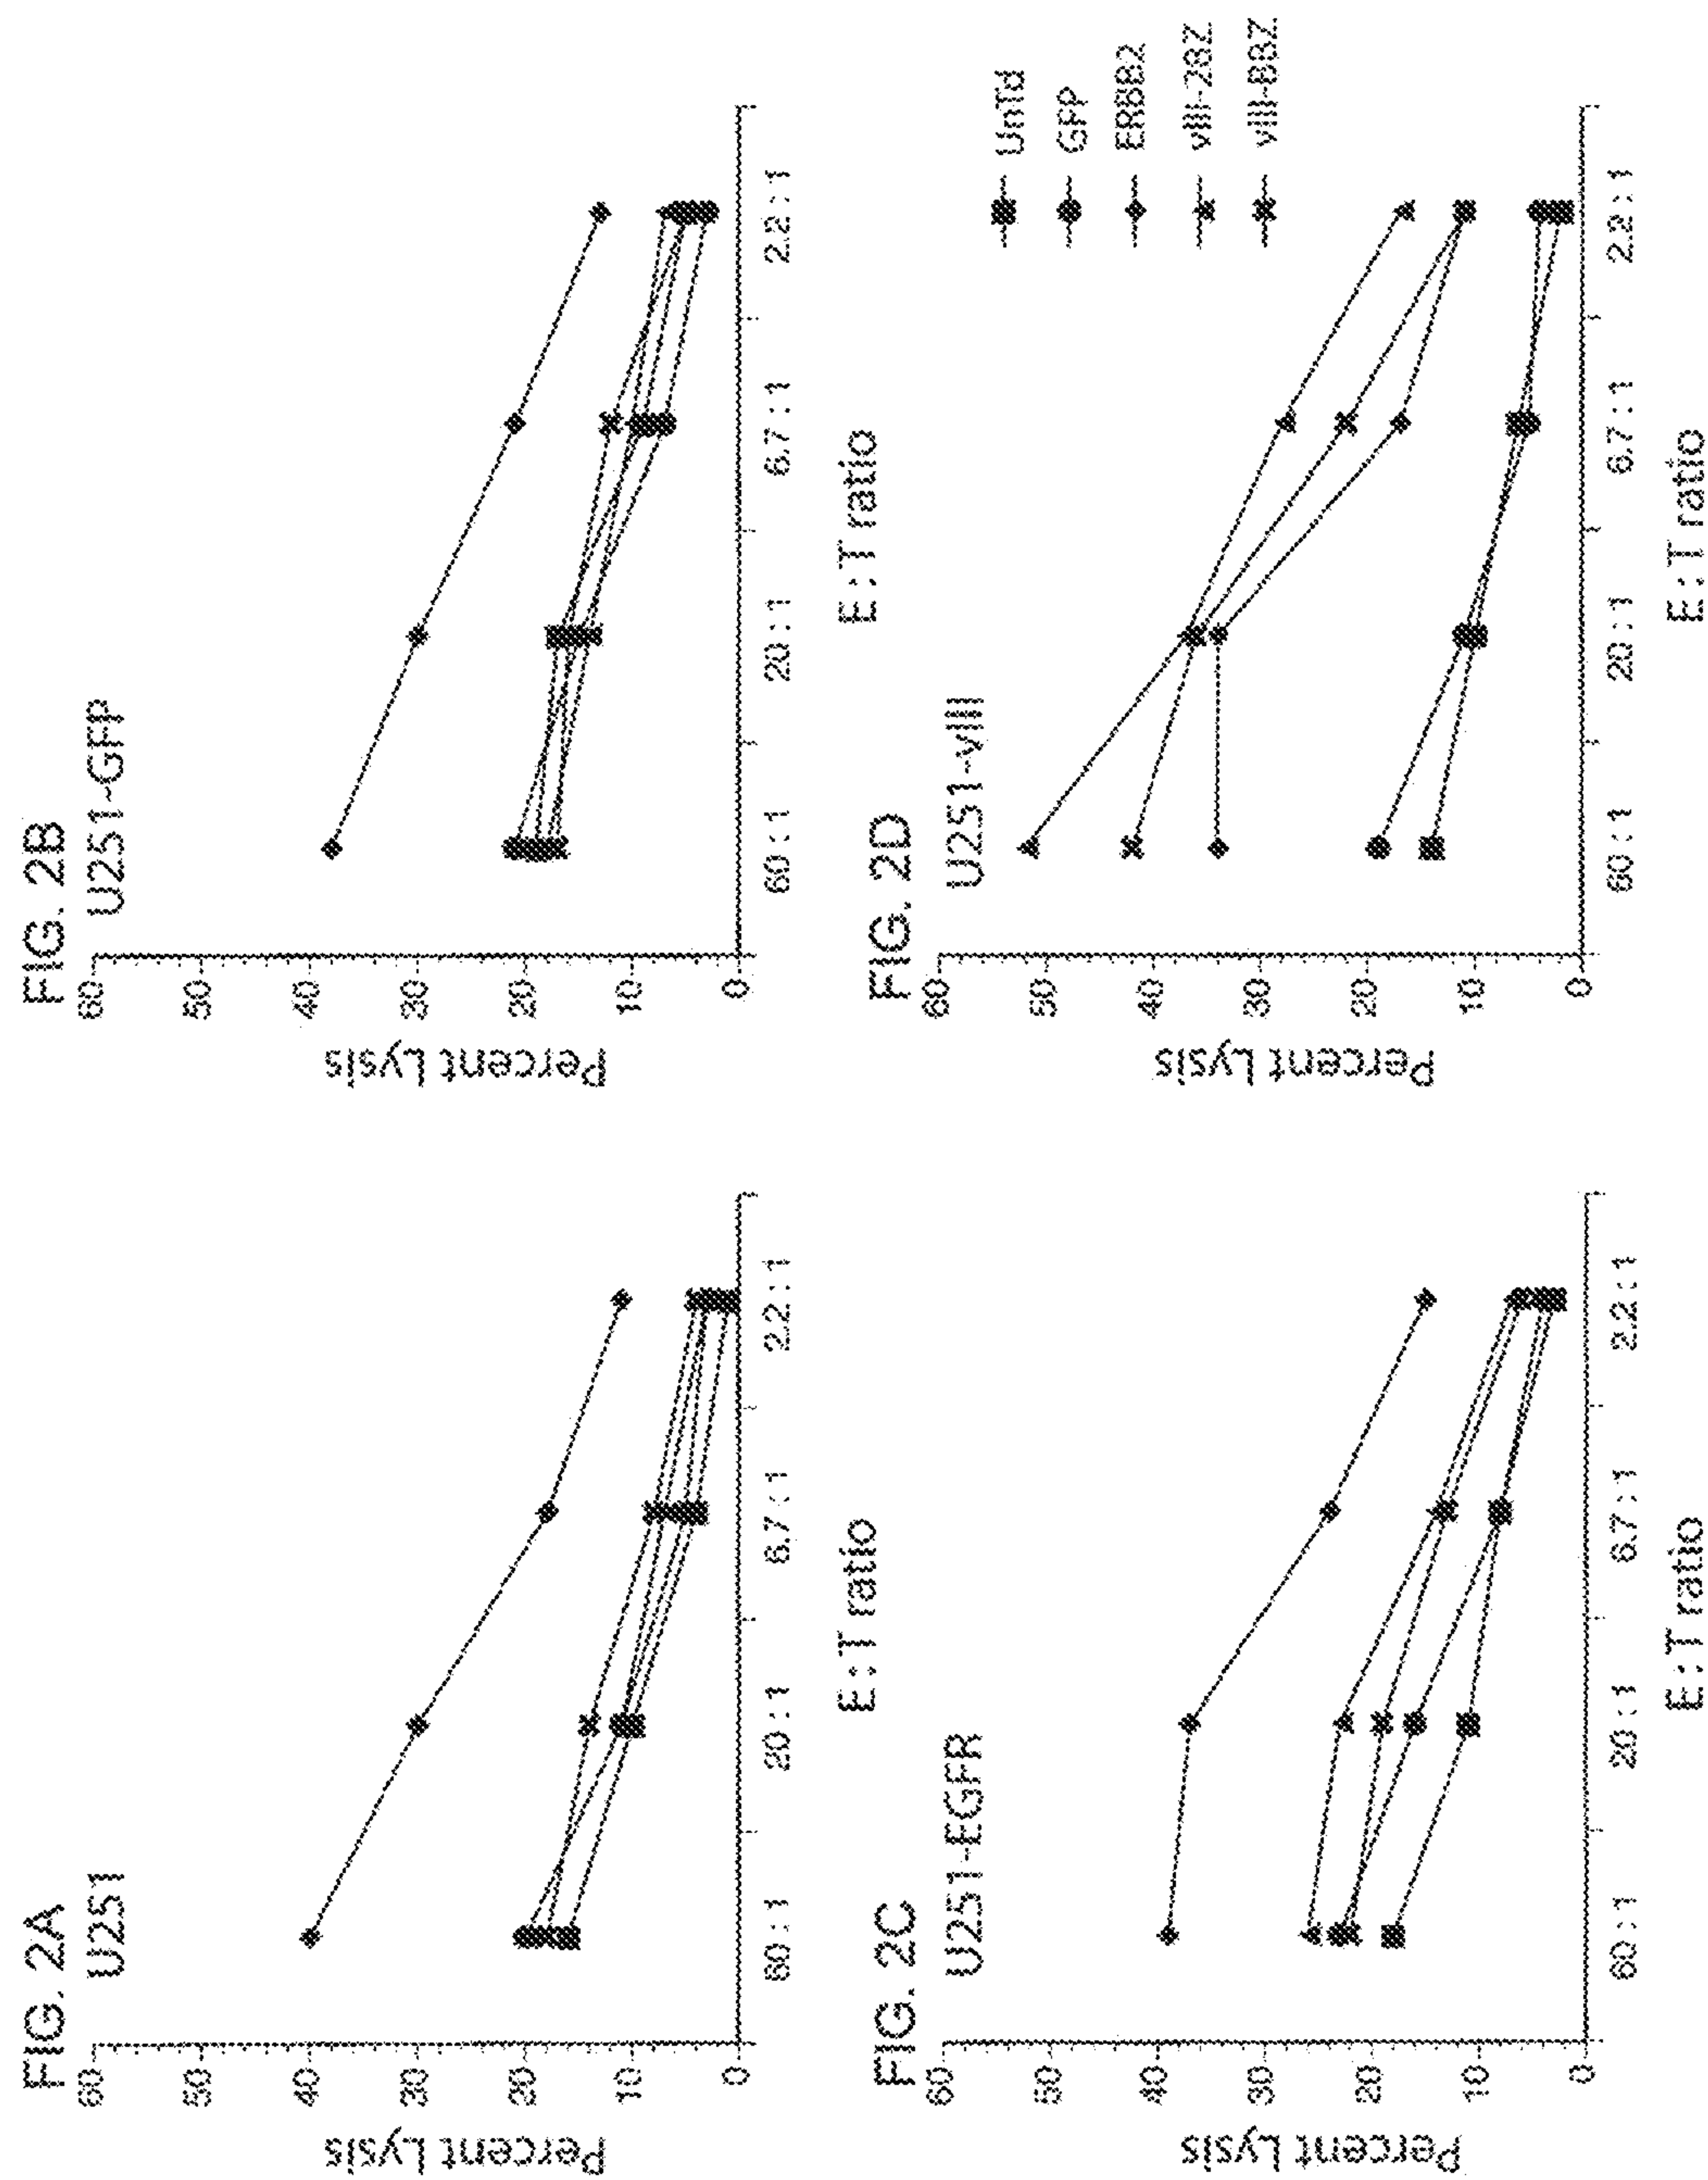 FIG. 2A
U251
Percent Lysis
60
50
40
30
20
10
0
60:1
20:1
6.7:1
2.2:1
E:T ratio
FIG. 2B
U251-GFP
Percent Lysis
60
50
40
30
20
10
0
60:1
20:1
6.7:1
2.2:1
E:T ratio
FIG. 2C
U251-EGFR
Percent Lysis
60
50
40
30
20
10
0
60:1
20:1
6.7:1
2.2:1
E:T ratio
FIG. 2D
U251-vIII
Percent Lysis
60
50
40
30
20
10
0
60:1
20:1
6.7:1
2.2:1
E:T ratio
UnTd
GFP
ERBB2
vIII-28Z
vIII-BBZ